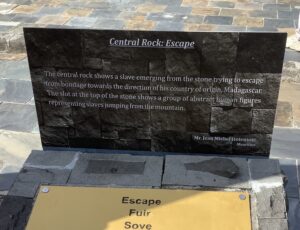 Central Rock: Escape
The central rock shows a slave emerging from the stone trying to escape
from bondage towards the direction of his country of origin, Madagascar.
The slot at the top of the stone shows a group of abstract human figures
representing slaves jumping from the mountain.
Mr. Jean Michel
Mauritius
Escape
Fuir
Sove